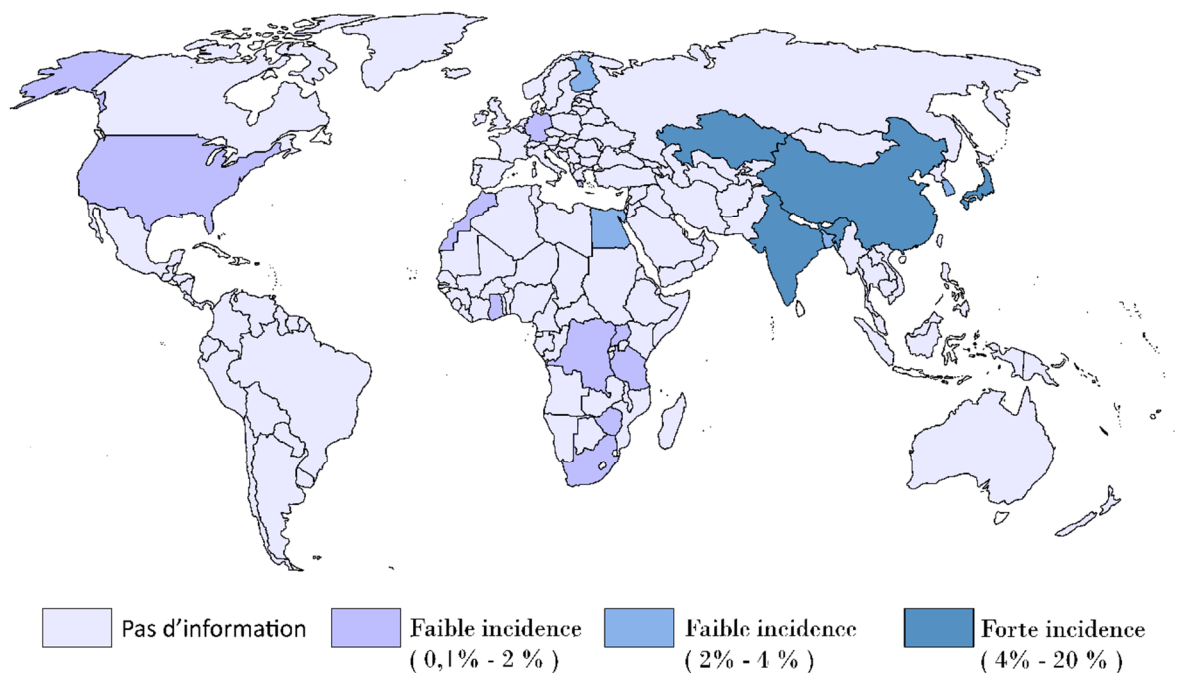 Pas d'information
Faible incidence
( 0,1% - 2 % )
Faible incidence
( 2% - 4 % )
Forte incidence
( 4% - 20 % )